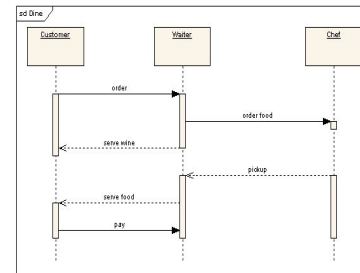 sd Dine
Customer
Waiter
Chef
order
order food
serve wine
pickup
serve food
pay